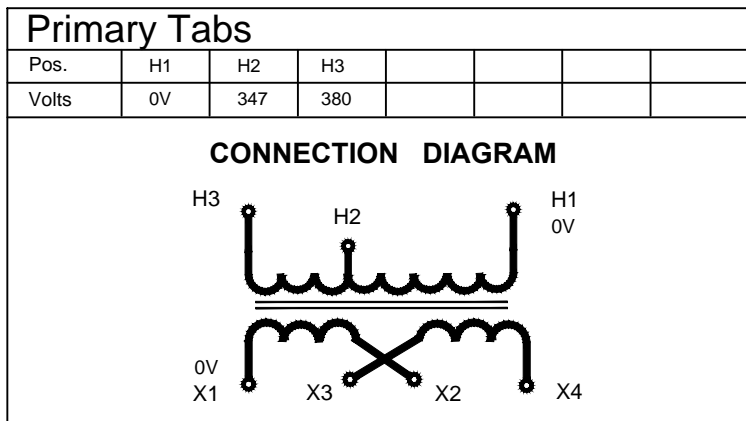 Primary Tabs
Pos. H1 H2 H3
Volts 0V 347 380
CONNECTION DIAGRAM
H3 H2 H1
0V
0V
X1 X3 X2 X4